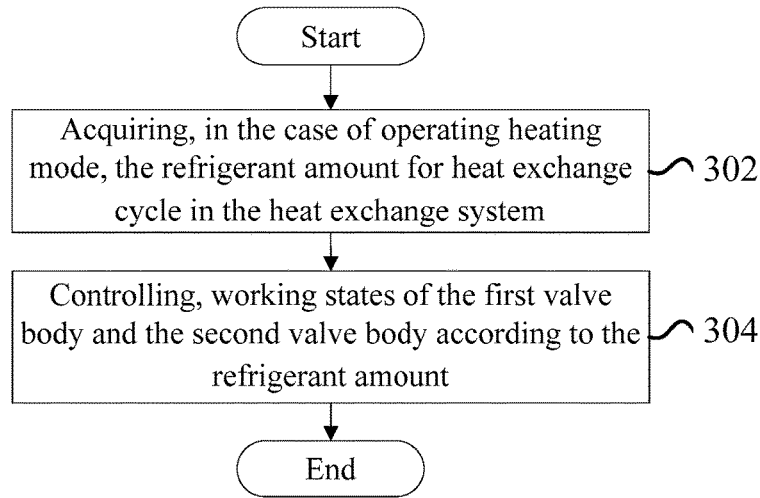 Start
Acquiring, in the case of operating heating
mode, the refrigerant amount for heat exchange
cycle in the heat exchange system
302
Controlling, working states of the first valve
body and the second valve body according to the
refrigerant amount
304
End